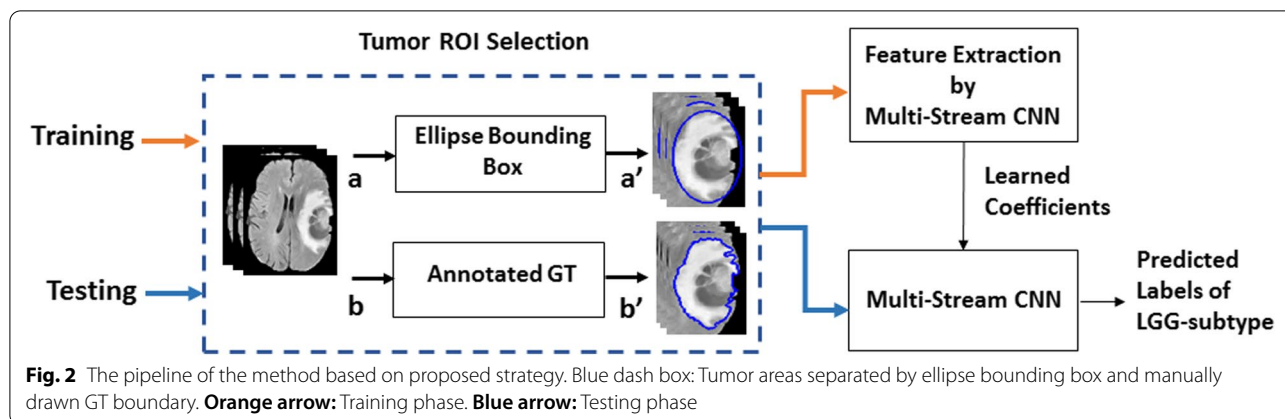 Tumor ROI Selection
Training
Testing
a
Ellipse Bounding
Box
a’
b
Annotated GT
b’
Feature Extraction
by
Multi-Stream CNN
Learned
Coefficients
Multi-Stream CNN
Predicted
Labels of
LGG-subtype
Fig. 2 The pipeline of the method based on proposed strategy. Blue dash box: Tumor areas separated by ellipse bounding box and manually
drawn GT boundary. Orange arrow: Training phase. Blue arrow: Testing phase